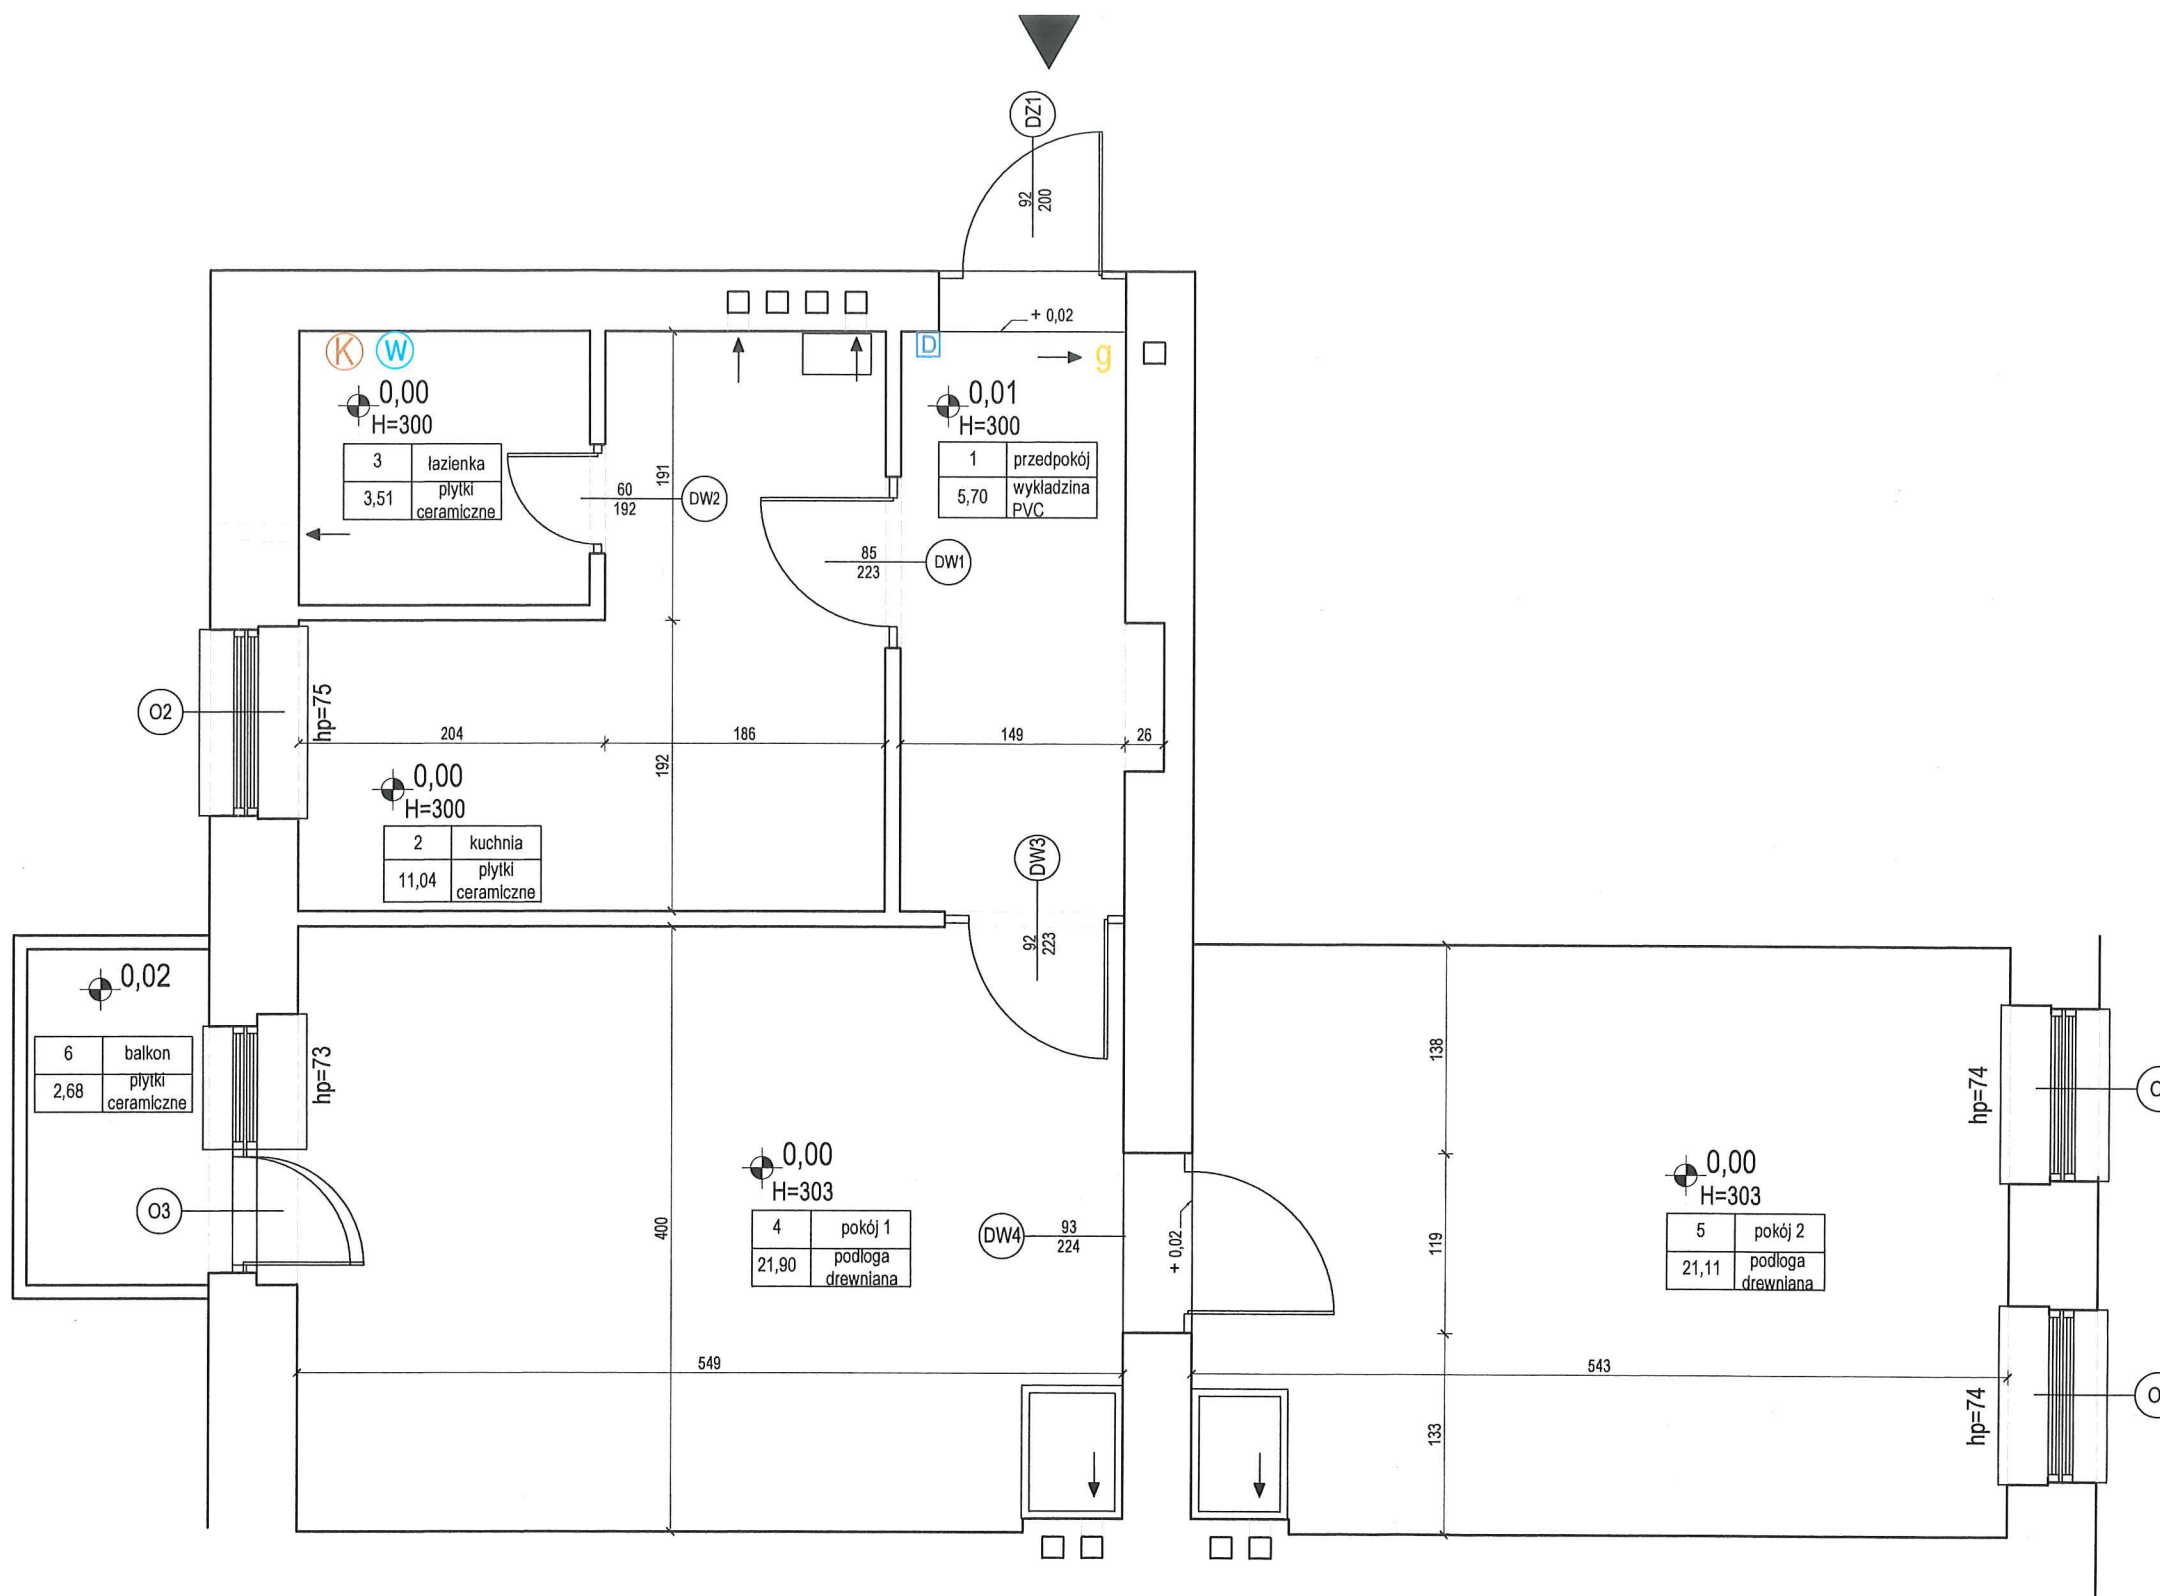 DZ1
92
200
+ 0,02
K W
D
g
0,00
H=300
3 łazienka
3,51 płytki
ceramiczne
0,01
H=300
1 przedpokój
5,70 wykładzina
PVC
191
60
192
DW2
85
223
DW1
O2
hp=75
204
186
149
26
192
0,00
H=300
2 kuchnia
11,04 płytki
ceramiczne
DW3
92
223
0,02
6 balkon
2,68 płytki
ceramiczne
hp=73
O3
400
0,00
H=303
4 pokój 1
21,90 podłoga
drewniana
DW4
93
224
+ 0,02
138
119
133
0,00
H=303
5 pokój 2
21,11 podłoga
drewniana
hp=74
O
549
543
hp=74
O